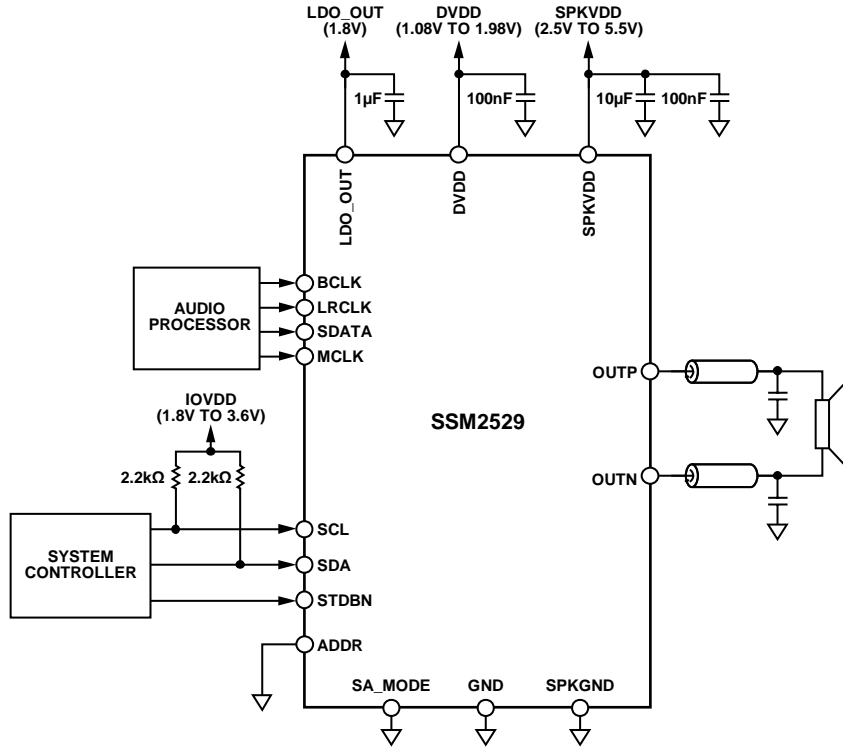 LDO_OUT
(1.8V)
DVDD
(1.08V TO 1.98V)
SPKVDD
(2.5V TO 5.5V)
1µF
100nF
10µF
100nF
LDO_OUT
DVDD
SPKVDD
AUDIO
PROCESSOR
BCLK
LRCLK
SDATA
MCLK
OUTP
IOVDD
(1.8V TO 3.6V)
SSM2529
2.2kΩ
2.2kΩ
OUTN
SYSTEM
CONTROLLER
SCL
SDA
STDBN
ADDR
SA_MODE
GND
SPKGND